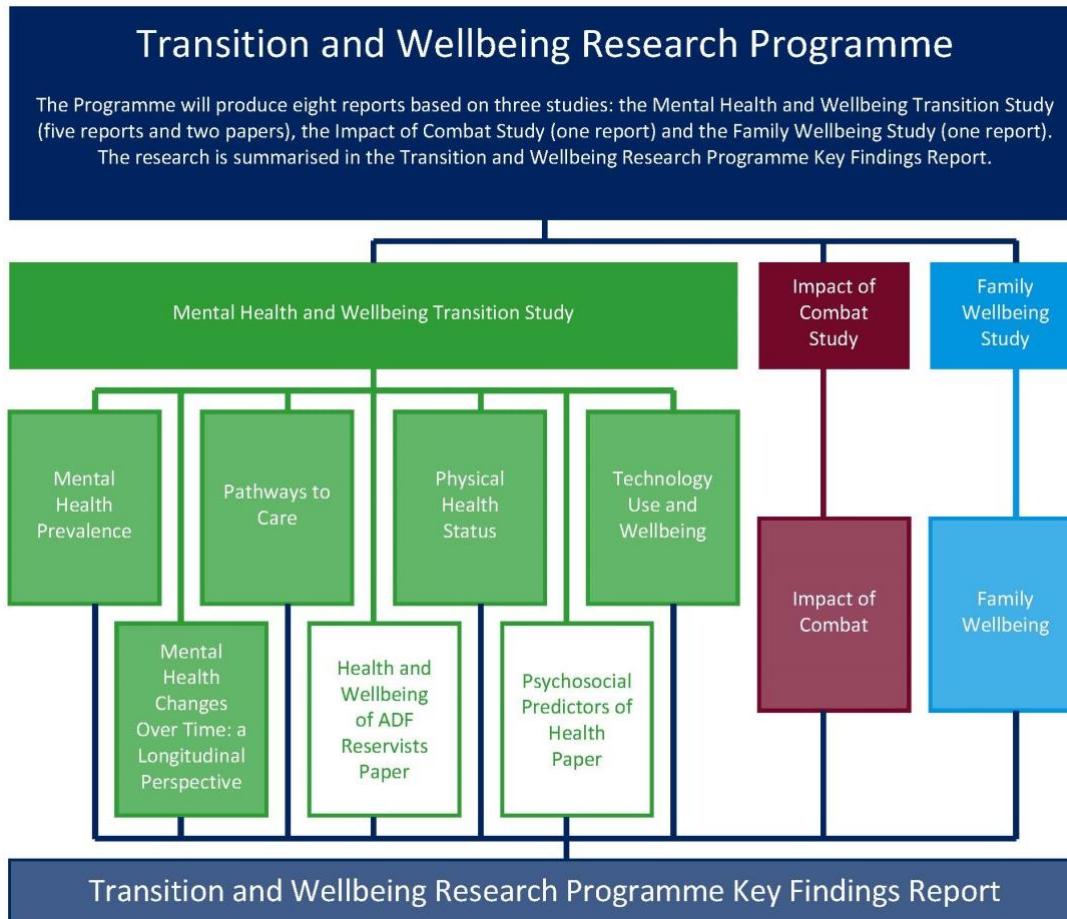 Transition and Wellbeing Research Programme
The Programme will produce eight reports based on three studies: the Mental Health and Wellbeing Transition Study
(five reports and two papers), the Impact of Combat Study (one report) and the Family Wellbeing Study (one report).
The research is summarised in the Transition and Wellbeing Research Programme Key Findings Report.
Mental Health and Wellbeing Transition Study
Impact of
Combat
Study
Family
Wellbeing
Study
Mental
Health
Prevalence
Pathways to
Care
Physical
Health
Status
Technology
Use and
Wellbeing
Impact of
Combat
Family
Wellbeing
Mental
Health
Changes
Over Time: a
Longitudinal
Perspective
Health and
Wellbeing
of ADF
Reservists
Paper
Psychosocial
Predictors of
Health
Paper
Transition and Wellbeing Research Programme Key Findings Report